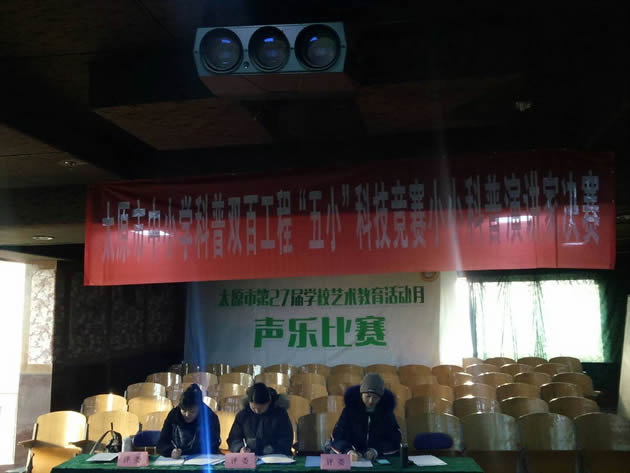 太原市中小学科普双百工程“五小”科技竞赛小小科普演讲家决赛
太原市第27届学校艺术教育活动月
声乐比赛
评委
评委
评委